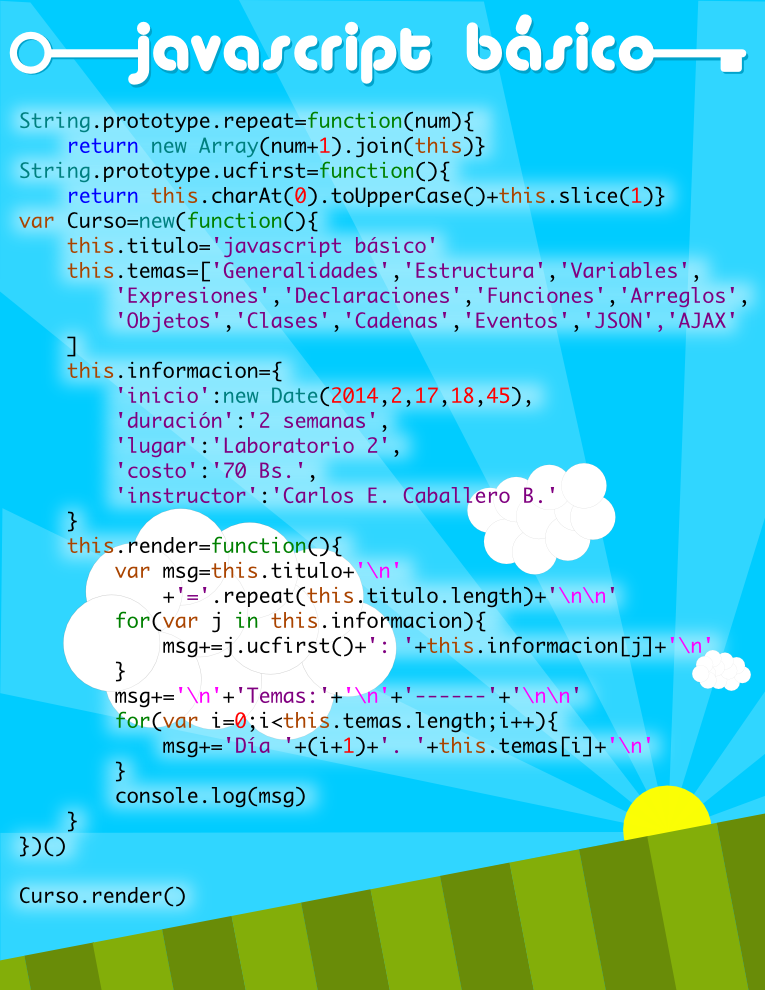 javascript básico
String.prototype.repeat=function(num){
    return new Array(num+1).join(this)}
String.prototype.ucfirst=function(){
    return this.charAt(0).toUpperCase()+this.slice(1)}
var Curso=new(function(){
    this.titulo='javascript básico'
    this.temas=['Generalidades','Estructura','Variables',
        'Expresiones','Declaraciones','Funciones','Arreglos',
        'Objetos','Clases','Cadenas','Eventos','JSON','AJAX'
    ]
    this.informacion={
        'inicio':new Date(2014,2,17,18,45),
        'duración':'2 semanas',
        'lugar':'Laboratorio 2',
        'costo':'70 Bs.',
        'instructor':'Carlos E. Caballero B.'
    }
    this.render=function(){
        var msg=this.titulo+'\n'
            +'='.repeat(this.titulo.length)+'\n\n'
        for(var j in this.informacion){
            msg+=j.ucfirst()+': '+this.informacion[j]+'\n'
        }
        msg+='\n'+'Temas:'+'\n'+'------'+'\n\n'
        for(var i=0;i<this.temas.length;i++){
            msg+='Día '+(i+1)+'. '+this.temas[i]+'\n'
        }
        console.log(msg)
    }
})()
Curso.render()